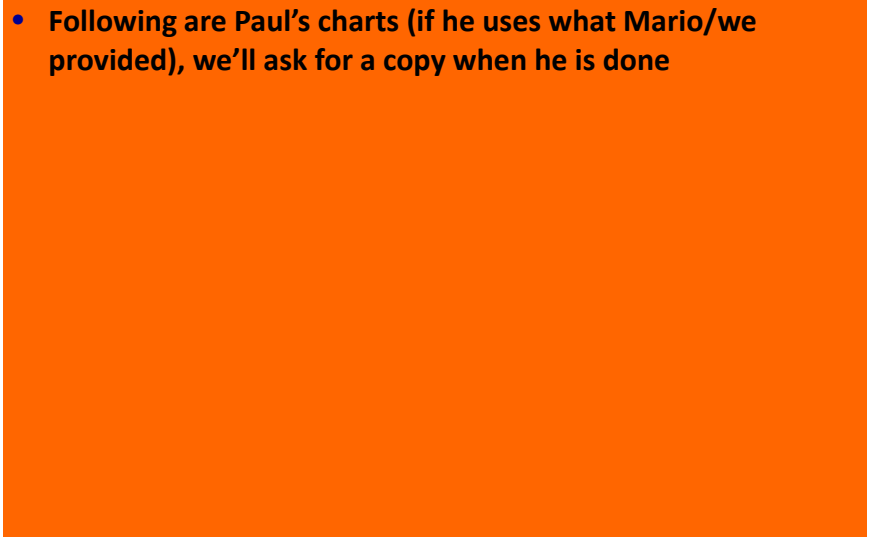 • Following are Paul’s charts (if he uses what Mario/we
provided), we’ll ask for a copy when he is done